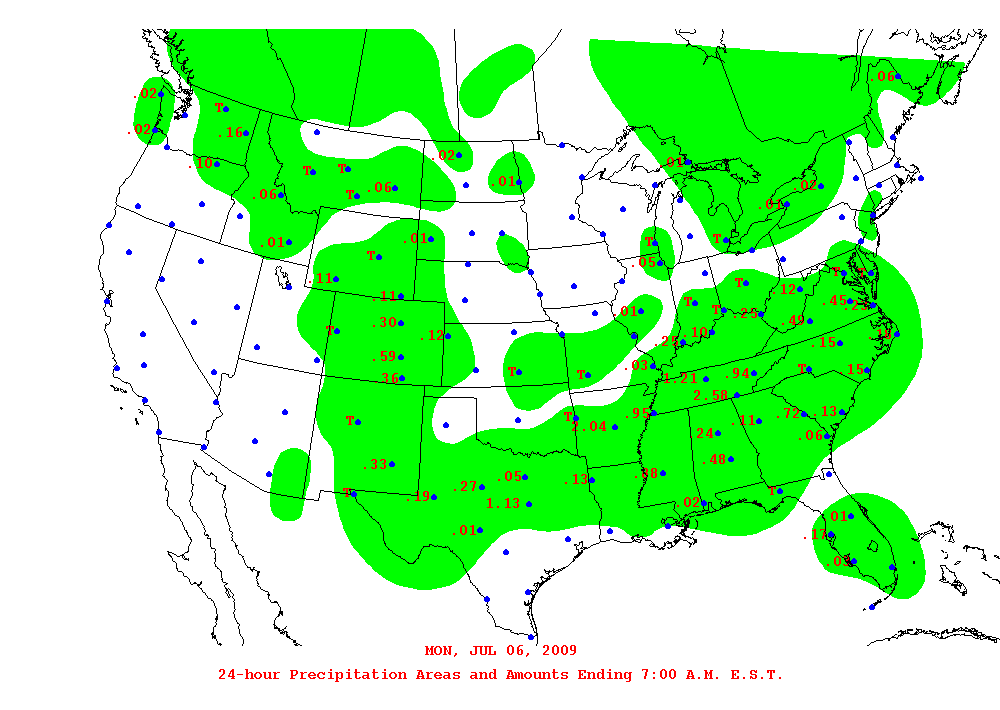 .06
.02
T
.02
.16
.02
.01
.10
T
T
.01
.06
T
.06
.02
.01
.01
.01
T
T
T
.05
.11
T
T
T
.12
.11
T
.45
.01
T
.25
.30
T
.12
.10
.25
.49
.15
.59
.03
.36
T
T
1.21
.94
T
.15
2.58
T
T
2.04
.95
.24
.11
.72
.13
.06
.33
.48
T
.19
.27
.05
.13
.38
T
1.13
.02
.01
.01
.17
MON, JUL 06, 2009
24-hour Precipitation Areas and Amounts Ending 7:00 A.M. E.S.T.